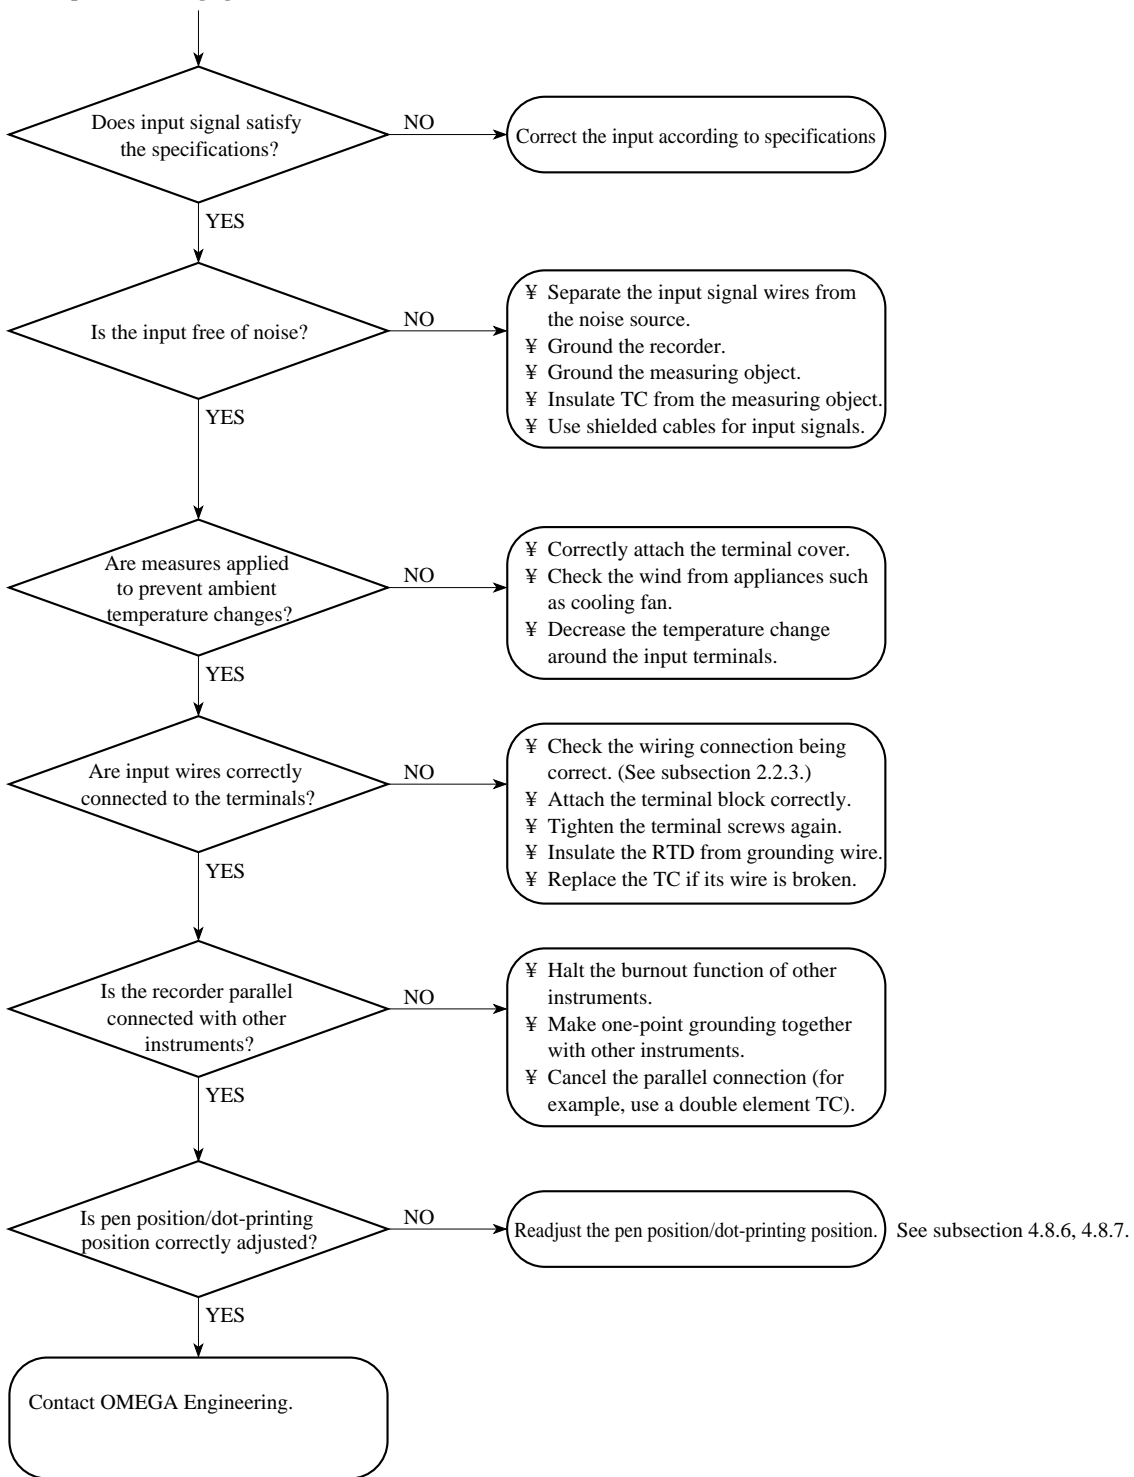 Does input signal satisfy
the specifications?
NO
Correct the input according to specifications
YES
Is the input free of noise?
NO
¥ Separate the input signal wires from
the noise source.
¥ Ground the recorder.
¥ Ground the measuring object.
¥ Insulate TC from the measuring object.
¥ Use shielded cables for input signals.
YES
Are measures applied
to prevent ambient
temperature changes?
NO
¥ Correctly attach the terminal cover.
¥ Check the wind from appliances such
as cooling fan.
¥ Decrease the temperature change
around the input terminals.
YES
Are input wires correctly
connected to the terminals?
NO
¥ Check the wiring connection being
correct. (See subsection 2.2.3.)
¥ Attach the terminal block correctly.
¥ Tighten the terminal screws again.
¥ Insulate the RTD from grounding wire.
¥ Replace the TC if its wire is broken.
YES
Is the recorder parallel
connected with other
instruments?
NO
¥ Halt the burnout function of other
instruments.
¥ Make one-point grounding together
with other instruments.
¥ Cancel the parallel connection (for
example, use a double element TC).
YES
Is pen position/dot-printing
position correctly adjusted?
NO
Readjust the pen position/dot-printing position.
See subsection 4.8.6, 4.8.7.
YES
Contact OMEGA Engineering.